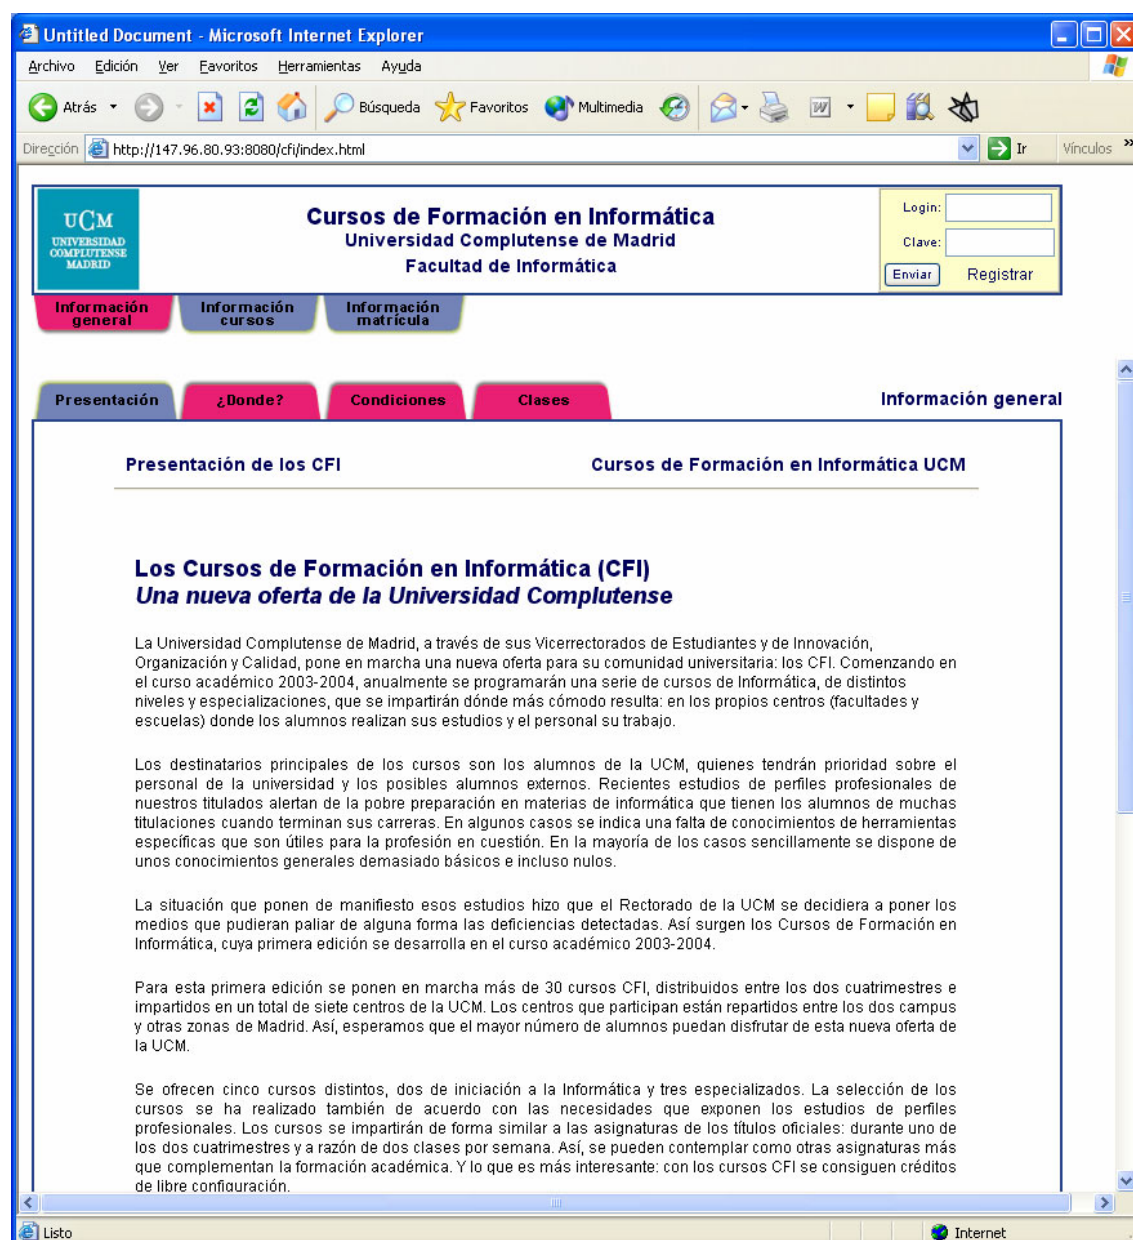 Untitled Document - Microsoft Internet Explorer
Archivo Edición Ver Favoritos Herramientas Ayuda
Atrás Búsqueda Favoritos Multimedia
Dirección http://147.96.80.93:8080/cfi/index.html Ir Vínculos »
UCM
UNIVERSIDAD
COMPLUTENSE
MADRID
Cursos de Formación en Informática
Universidad Complutense de Madrid
Facultad de Informática
Login:
Clave:
Enviar Registrar
Información general
Información cursos
Información matrícula
Presentación ¿Donde? Condiciones Clases Información general
Presentación de los CFI Cursos de Formación en Informática UCM
Los Cursos de Formación en Informática (CFI)
Una nueva oferta de la Universidad Complutense
La Universidad Complutense de Madrid, a través de sus Vicerrectorados de Estudiantes y de Innovación,
Organización y Calidad, pone en marcha una nueva oferta para su comunidad universitaria: los CFI. Comenzando en
el curso académico 2003-2004, anualmente se programarán una serie de cursos de Informática, de distintos
niveles y especializaciones, que se impartirán dónde más cómodo resulta: en los propios centros (facultades y
escuelas) donde los alumnos realizan sus estudios y el personal su trabajo.
Los destinatarios principales de los cursos son los alumnos de la UCM, quienes tendrán prioridad sobre el
personal de la universidad y los posibles alumnos externos. Recientes estudios de perfiles profesionales de
nuestros titulados alertan de la pobre preparación en materias de informática que tienen los alumnos de muchas
titulaciones cuando terminan sus carreras. En algunos casos se indica una falta de conocimientos de herramientas
específicas que son útiles para la profesión en cuestión. En la mayoría de los casos sencillamente se dispone de
unos conocimientos generales demasiado básicos e incluso nulos.
La situación que ponen de manifiesto esos estudios hizo que el Rectorado de la UCM se decidiera a poner los
medios que pudieran paliar de alguna forma las deficiencias detectadas. Así surgen los Cursos de Formación en
Informática, cuya primera edición se desarrolla en el curso académico 2003-2004.
Para esta primera edición se ponen en marcha más de 30 cursos CFI, distribuidos entre los dos cuatrimestres e
impartidos en un total de siete centros de la UCM. Los centros que participan están repartidos entre los dos campus
y otras zonas de Madrid. Así, esperamos que el mayor número de alumnos puedan disfrutar de esta nueva oferta de
la UCM.
Se ofrecen cinco cursos distintos, dos de iniciación a la Informática y tres especializados. La selección de los
cursos se ha realizado también de acuerdo con las necesidades que exponen los estudios de perfiles
profesionales. Los cursos se impartirán de forma similar a las asignaturas de los títulos oficiales: durante uno de
los dos cuatrimestres y a razón de dos clases por semana. Así, se pueden contemplar como otras asignaturas más
que complementan la formación académica. Y lo que es más interesante: con los cursos CFI se consiguen créditos
de libre configuración.
Listo Internet